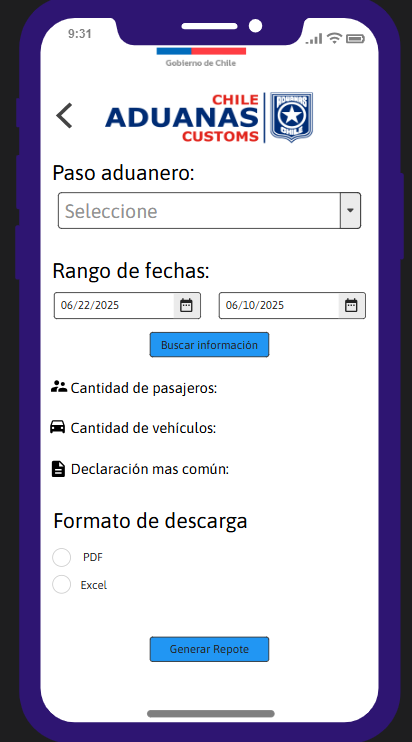 9:31
Gobierno de Chile
CHILE
ADUANAS
CUSTOMS
ADUANAS
CHILE
Paso aduanero:
Seleccione
Rango de fechas:
06/22/2025 06/10/2025
Buscar información
Cantidad de pasajeros:
Cantidad de vehículos:
Declaración mas común:
Formato de descarga
PDF
Excel
Generar Repote